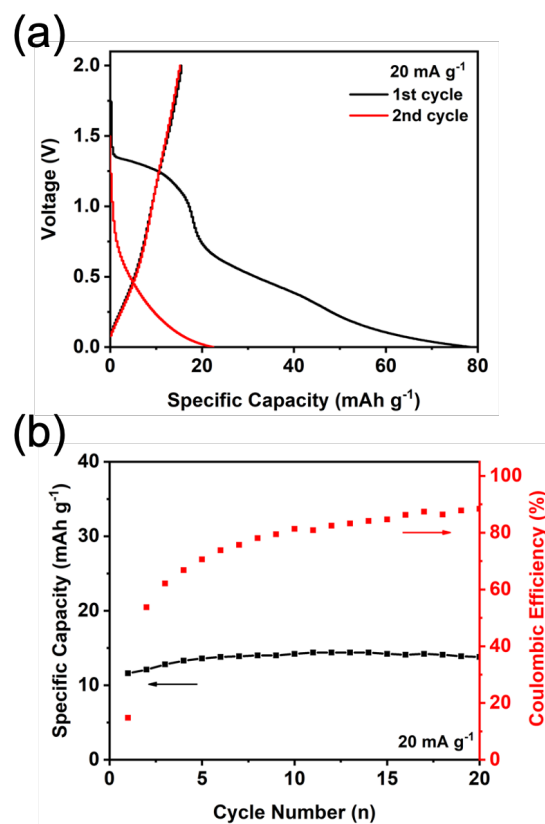 (a)
20 mA g⁻¹
1st cycle
2nd cycle
2.0
1.5
1.0
0.5
0.0
Voltage (V)
0 20 40 60 80
Specific Capacity (mAh g⁻¹)
(b)
40
30
20
10
0
Specific Capacity (mAh g⁻¹)
100
80
60
40
20
0
Coulombic Efficiency (%)
20 mA g⁻¹
0 5 10 15 20
Cycle Number (n)